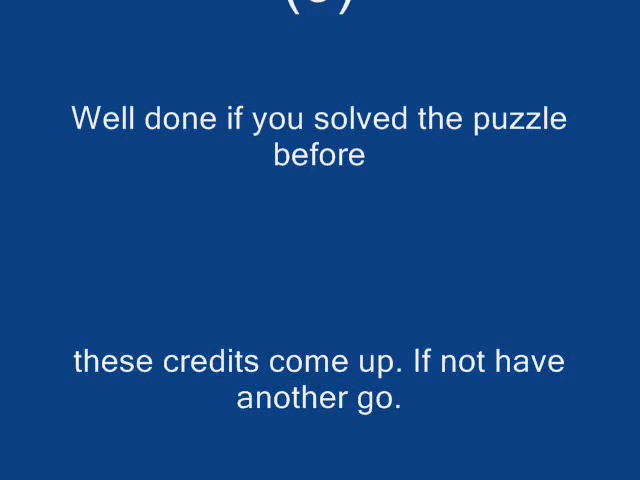 Well done if you solved the puzzle
before
these credits come up. If not have
another go.